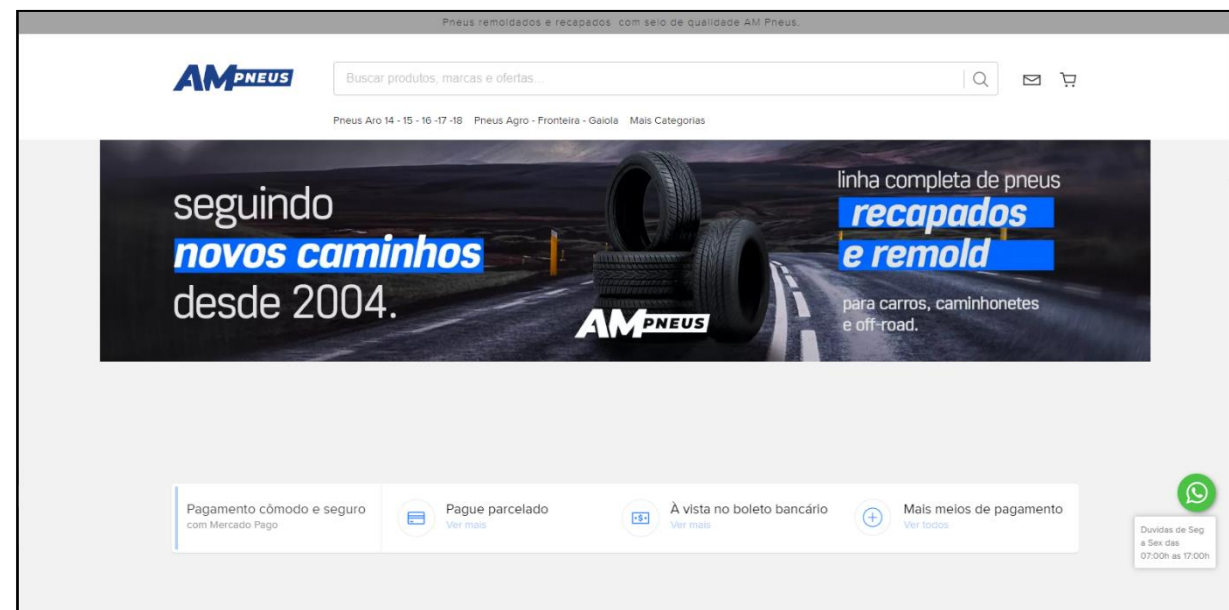 Pneus remoldados e recapados com selo de qualidade AM Pneus.
AM PNEUS
Buscar produtos, marcas e ofertas...
Pneus Aro 14 - 15 - 16 -17 -18 Pneus Agro - Fronteira - Gaiola Mais Categorias
seguindo
novos caminhos
desde 2004.
AM PNEUS
linha completa de pneus
recapados
e remold
para carros, caminhonetes
e off-road.
Pagamento cômodo e seguro
com Mercado Pago
Pague parcelado
Ver mais
À vista no boleto bancário
Ver mais
Mais meios de pagamento
Ver todos
Duvidas de Seg
a Sex das
07:00h as 17:00h